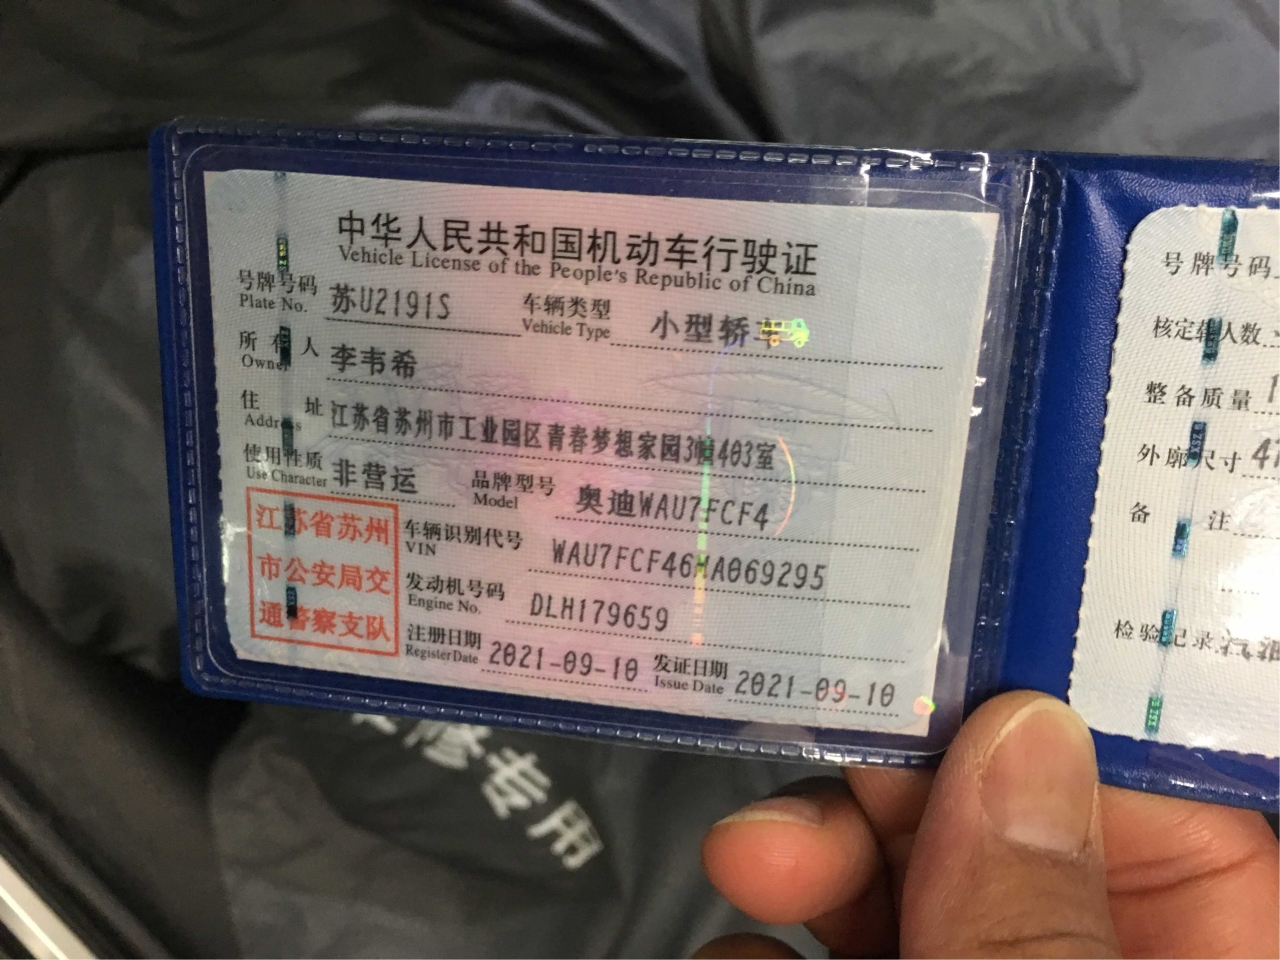 中华人民共和国机动车行驶证
Vehicle License of the People's Republic of China
号牌号码 苏U2191S 车辆类型 小型轿车
Plate No. Vehicle Type
所有人 李韦希
Owner
住址 江苏省苏州市工业园区青春梦想家园3幢403室
Address
使用性质 非营运 品牌型号 奥迪WAU7FCF4
Use Character Model
江苏省苏州
市公安局交
通警察支队
车辆识别代号 WAU7FCF46MA069295
VIN
发动机号码 DLH179659
Engine No.
注册日期 2021-09-10 发证日期 2021-09-10
Register Date Issue Date
号牌号码
核定载人数
整备质量 1
外廓尺寸 4
备注
检验记录
修专用